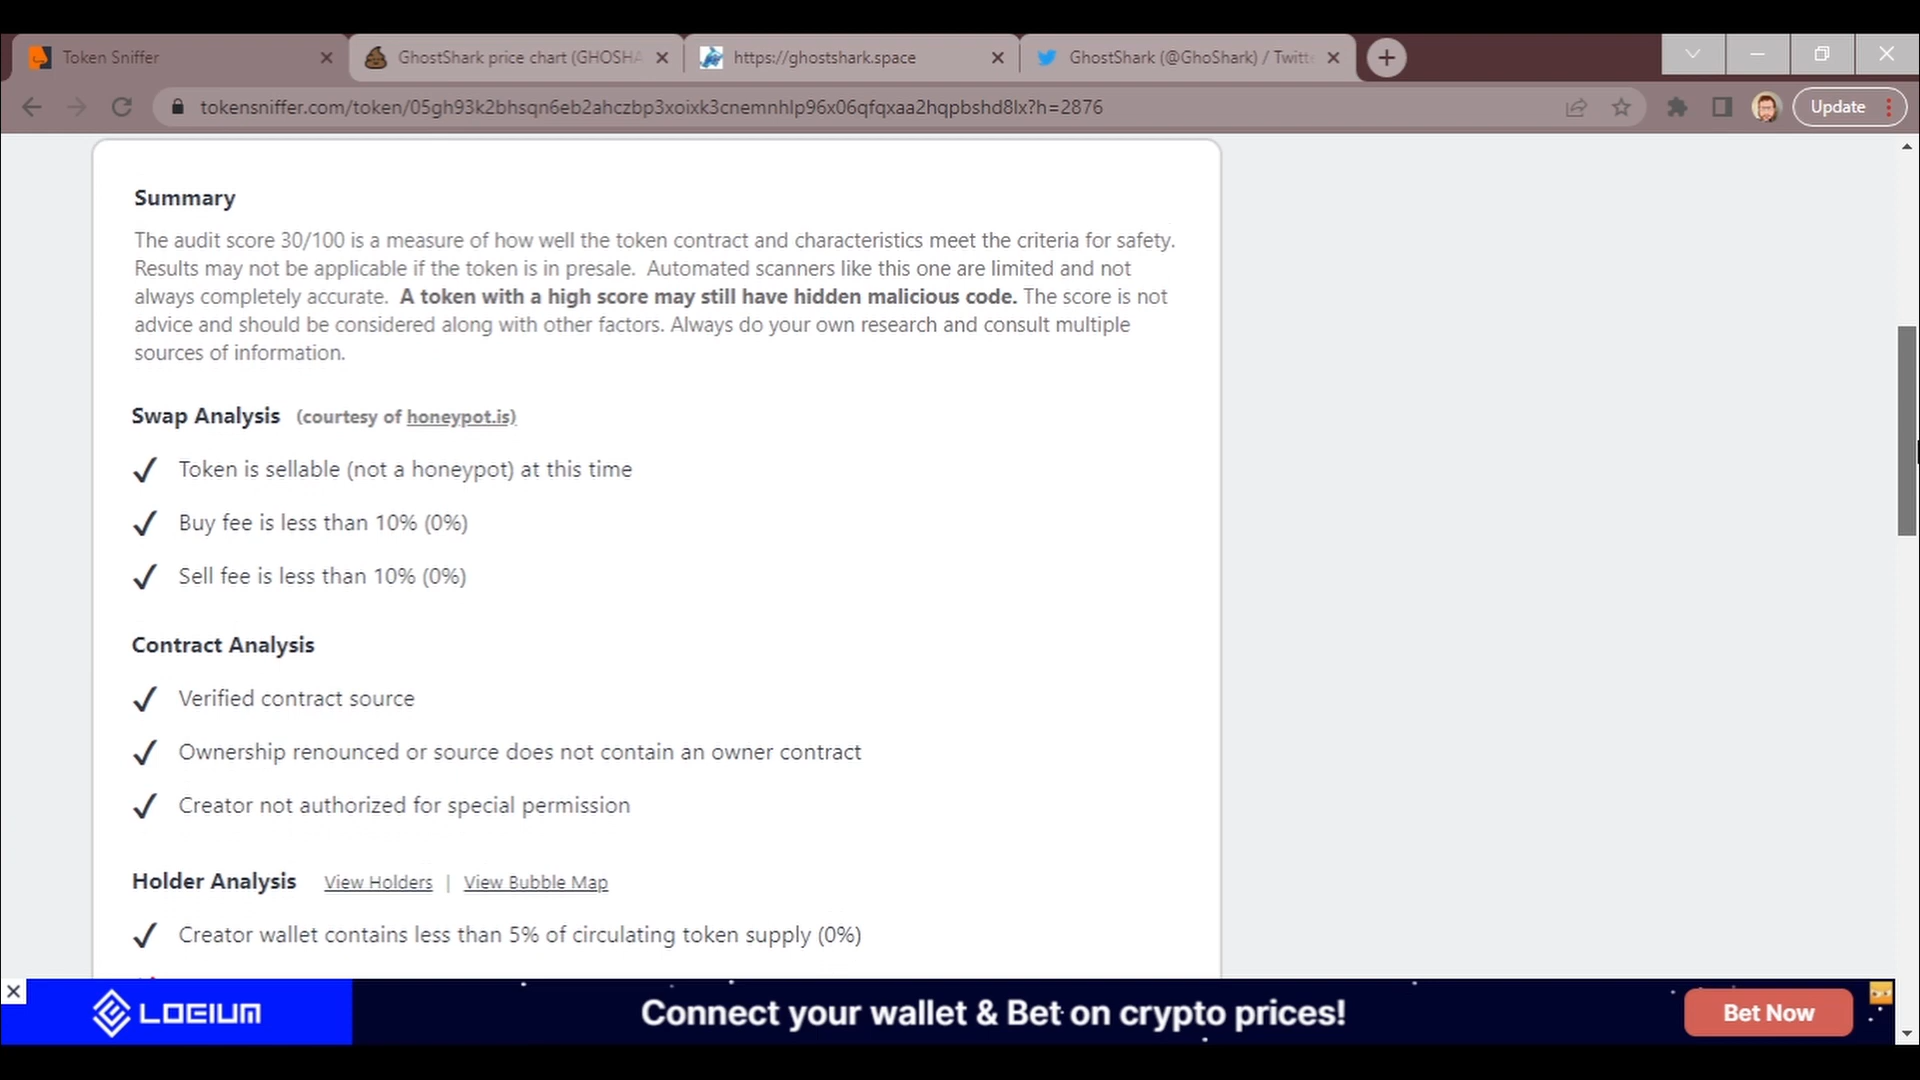 Token Sniffer
GhostShark price chart (GHOSHA
https://ghostshark.space
GhostShark (@GhoShark) / Twitte
tokensniffer.com/token/05gh93k2bhsqn6eb2ahczbp3xoixk3cnemnhlp96x06qfqxaa2hqpbshd8lx?h=2876
Update
Summary
The audit score 30/100 is a measure of how well the token contract and characteristics meet the criteria for safety.
Results may not be applicable if the token is in presale. Automated scanners like this one are limited and not
always completely accurate. A token with a high score may still have hidden malicious code. The score is not
advice and should be considered along with other factors. Always do your own research and consult multiple
sources of information.
Swap Analysis (courtesy of honeypot.is)
Token is sellable (not a honeypot) at this time
Buy fee is less than 10% (0%)
Sell fee is less than 10% (0%)
Contract Analysis
Verified contract source
Ownership renounced or source does not contain an owner contract
Creator not authorized for special permission
Holder Analysis View Holders | View Bubble Map
Creator wallet contains less than 5% of circulating token supply (0%)
LOEIUM
Connect your wallet & Bet on crypto prices!
Bet Now